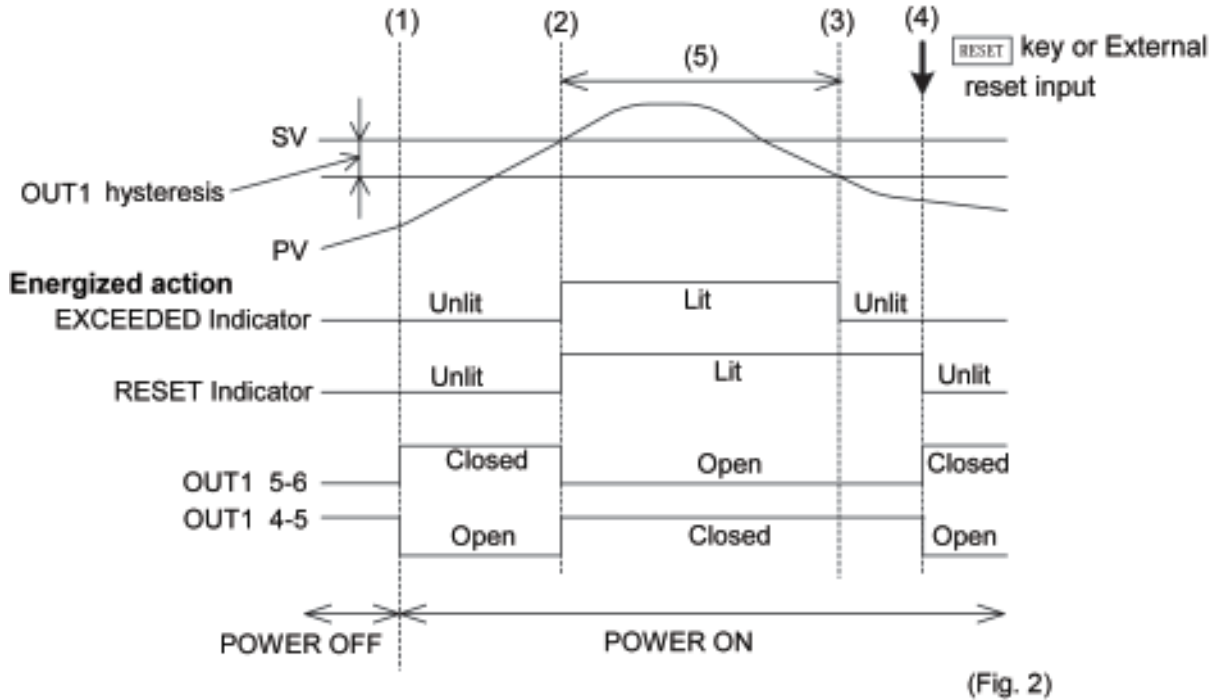 (1) (2) (3) (4)
RESET key or External
reset input
(5)
SV
OUT1 hysteresis
PV
Energized action
EXCEEDED Indicator Unlit Lit Unlit
RESET Indicator Unlit Lit Unlit
OUT1 5-6 Closed Open Closed
OUT1 4-5 Open Closed Open
POWER OFF POWER ON
(Fig. 2)